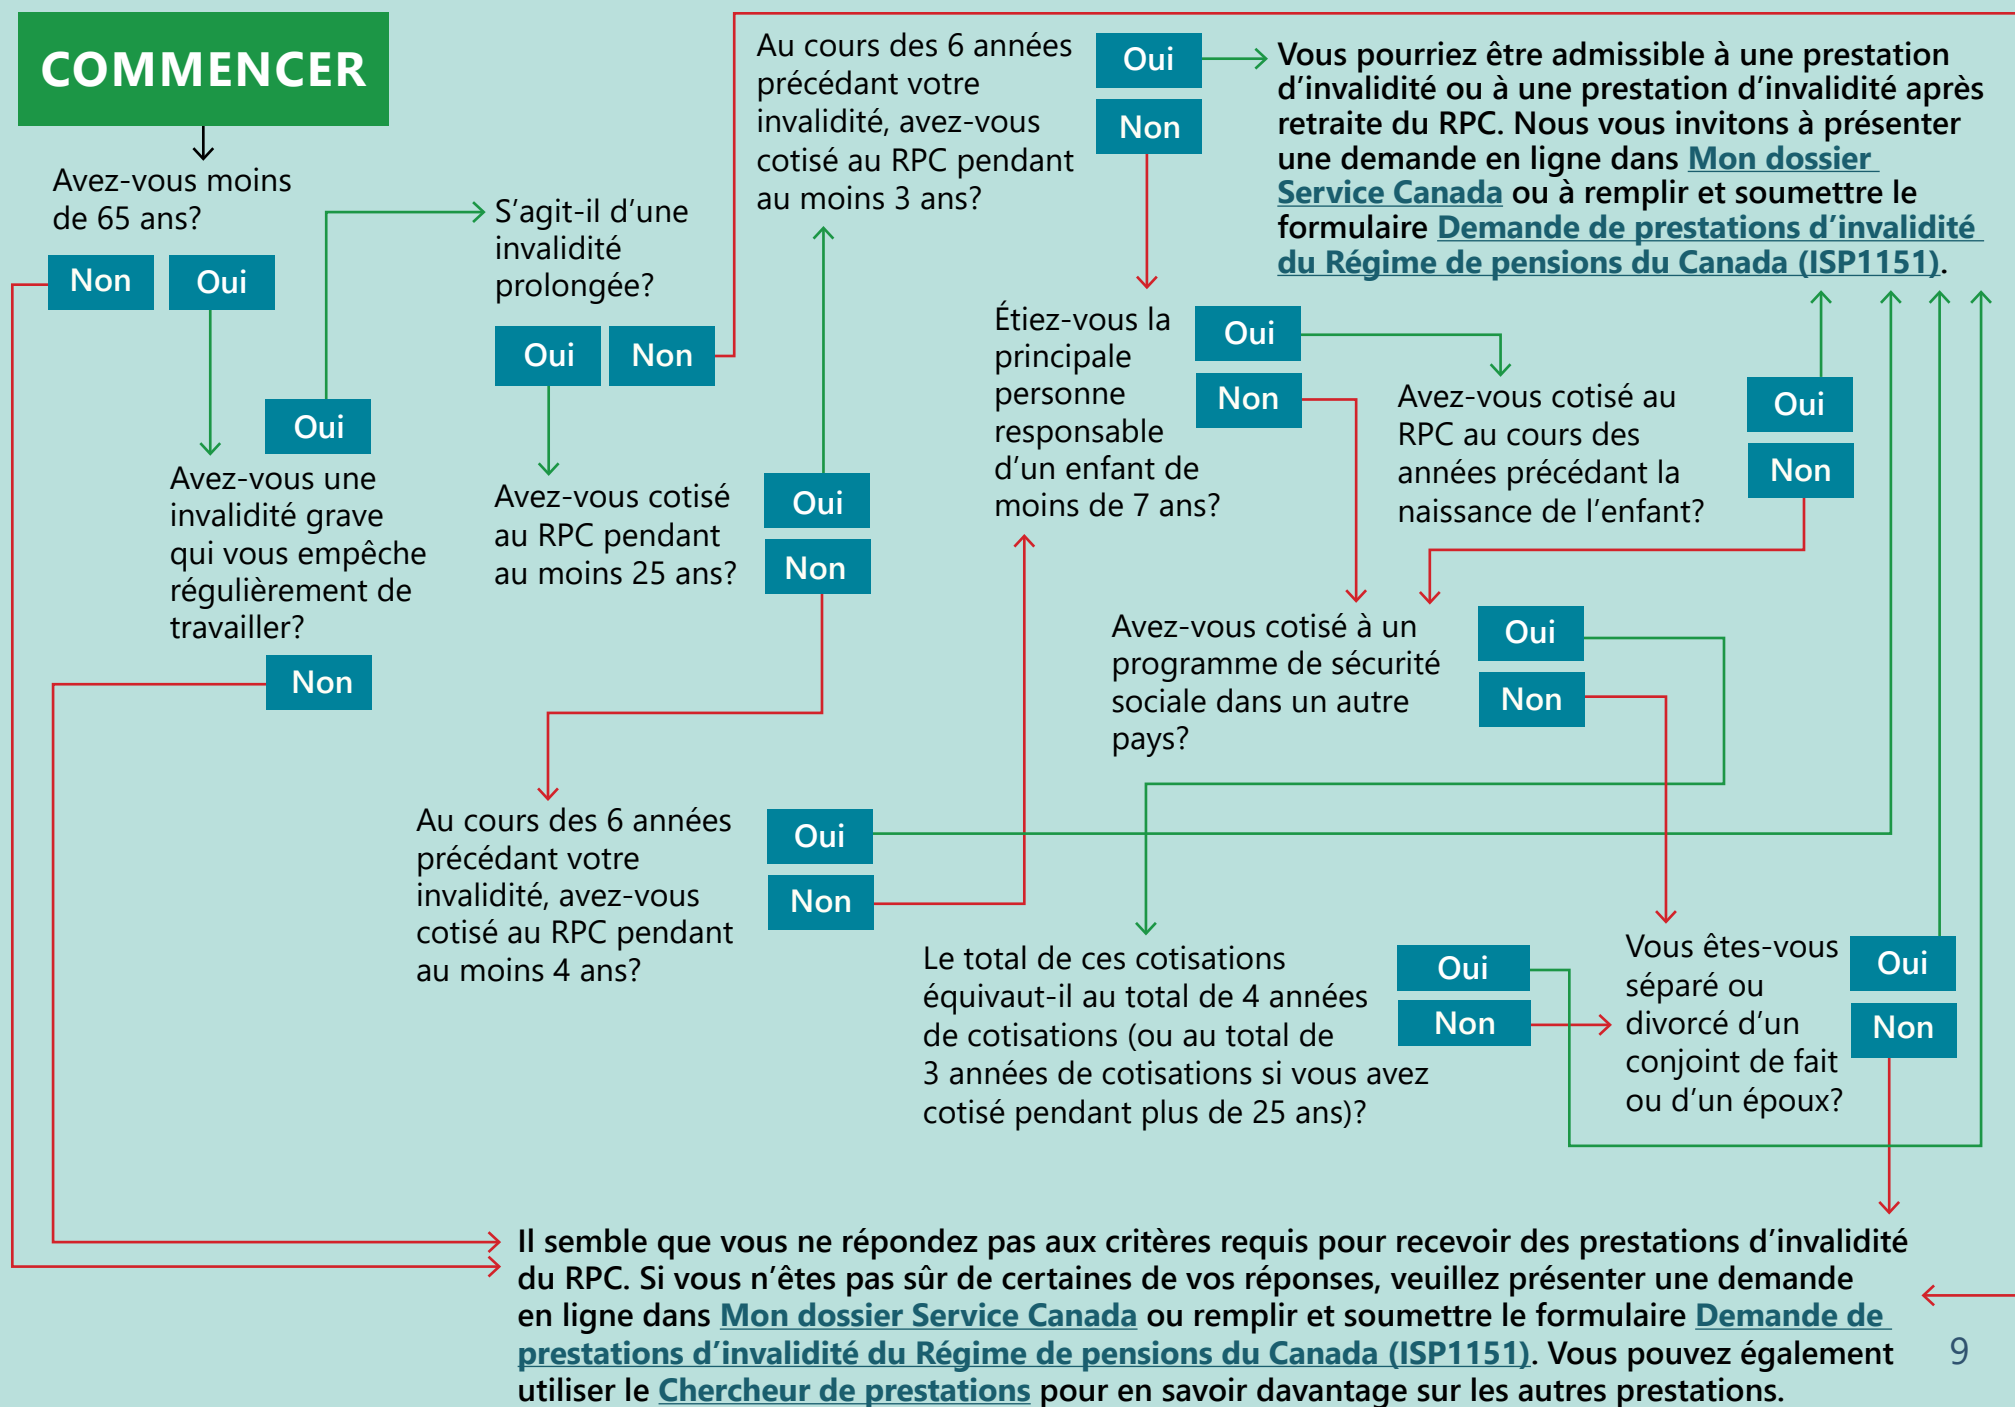 COMMENCER
Avez-vous moins
de 65 ans?
Non
Oui
Avez-vous une
invalidité grave
qui vous empêche
régulièrement de
travailler?
Oui
Non
S’agit-il d’une
invalidité
prolongée?
Oui
Non
Avez-vous cotisé
au RPC pendant
au moins 25 ans?
Oui
Non
Au cours des 6 années
précédant votre
invalidité, avez-vous
cotisé au RPC pendant
au moins 3 ans?
Oui
Non
Au cours des 6 années
précédant votre
invalidité, avez-vous
cotisé au RPC pendant
au moins 4 ans?
Oui
Non
Étiez-vous la
principale
personne
responsable
d’un enfant de
moins de 7 ans?
Oui
Non
Avez-vous cotisé au
RPC au cours des
années précédant la
naissance de l’enfant?
Oui
Non
Avez-vous cotisé à un
programme de sécurité
sociale dans un autre
pays?
Oui
Non
Le total de ces cotisations
équivaut-il au total de 4 années
de cotisations (ou au total de
3 années de cotisations si vous avez
cotisé pendant plus de 25 ans)?
Oui
Non
Vous êtes-vous
séparé ou
divorcé d’un
conjoint de fait
ou d’un époux?
Oui
Non
Vous pourriez être admissible à une prestation
d’invalidité ou à une prestation d’invalidité après
retraite du RPC. Nous vous invitons à présenter
une demande en ligne dans Mon dossier
Service Canada ou à remplir et soumettre le
formulaire Demande de prestations d’invalidité
du Régime de pensions du Canada (ISP1151).
Il semble que vous ne répondez pas aux critères requis pour recevoir des prestations d’invalidité
du RPC. Si vous n’êtes pas sûr de certaines de vos réponses, veuillez présenter une demande
en ligne dans Mon dossier Service Canada ou remplir et soumettre le formulaire Demande de
prestations d’invalidité du Régime de pensions du Canada (ISP1151). Vous pouvez également
utiliser le Chercheur de prestations pour en savoir davantage sur les autres prestations.
9